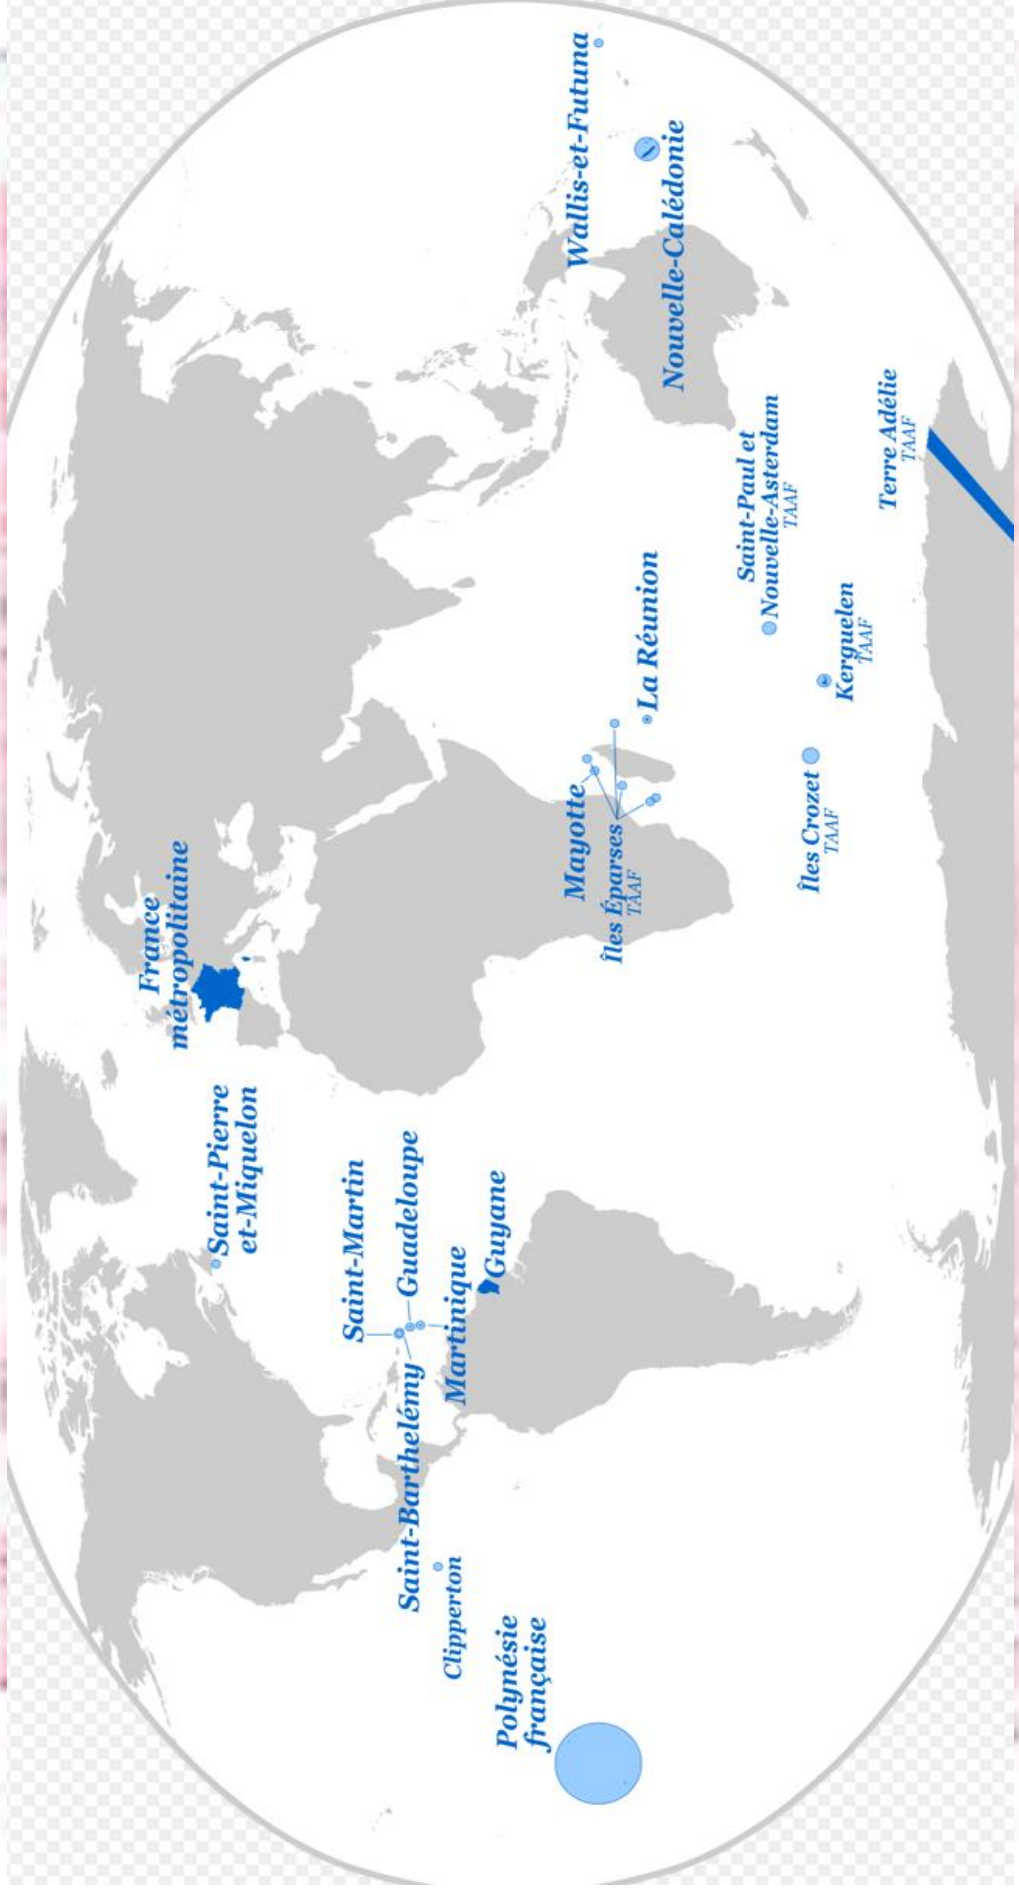 France
métropolitaine
Saint-Pierre
et-Miquelon
Saint-Martin
Guadeloupe
Saint-Barthelémy
Martinique
Guyane
Clipperton
Polynésie
française
Mayotte
Îles Éparses
TAAF
La Réunion
Îles Crozet
TAAF
Kerguelen
TAAF
Saint-Paul et
Nouvelle-Asterdam
TAAF
Terre Adélie
TAAF
Wallis-et-Futuna
Nouvelle-Calédonie